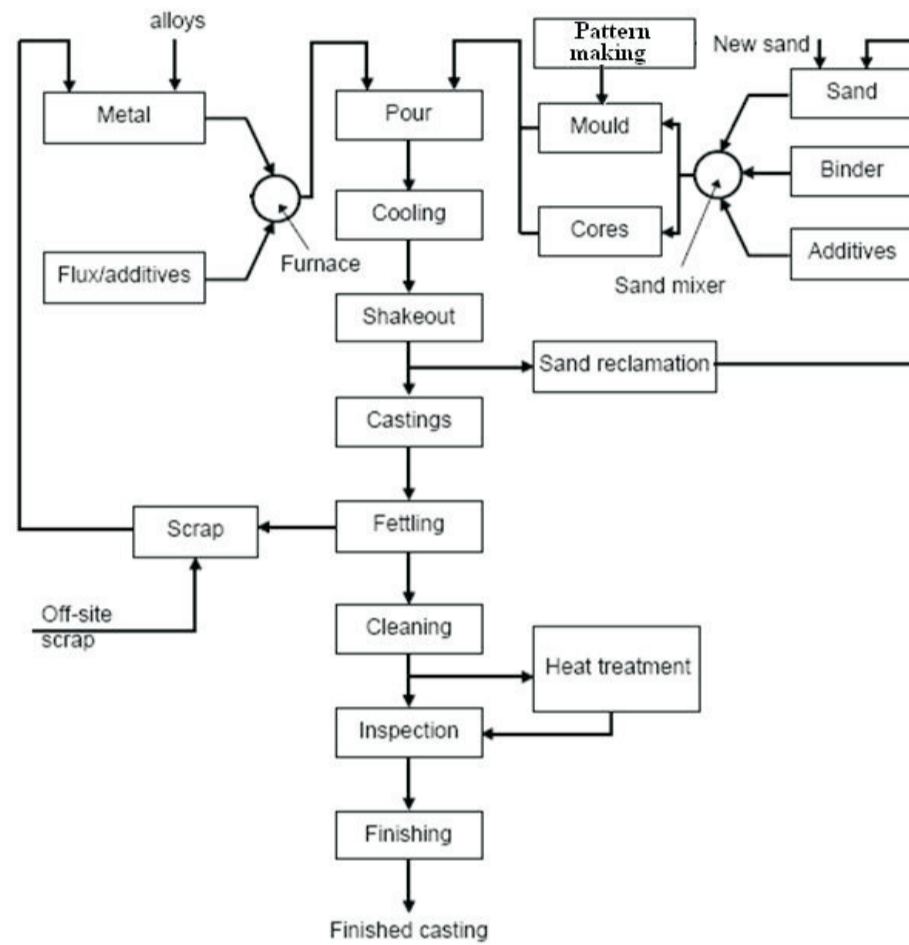 alloys
Pattern
making
New sand
Metal
Pour
Mould
Sand
Binder
Cooling
Cores
Additives
Flux/additives
Furnace
Sand mixer
Shakeout
Sand reclamation
Castings
Scrap
Fettling
Off-site
scrap
Cleaning
Heat treatment
Inspection
Finishing
Finished casting